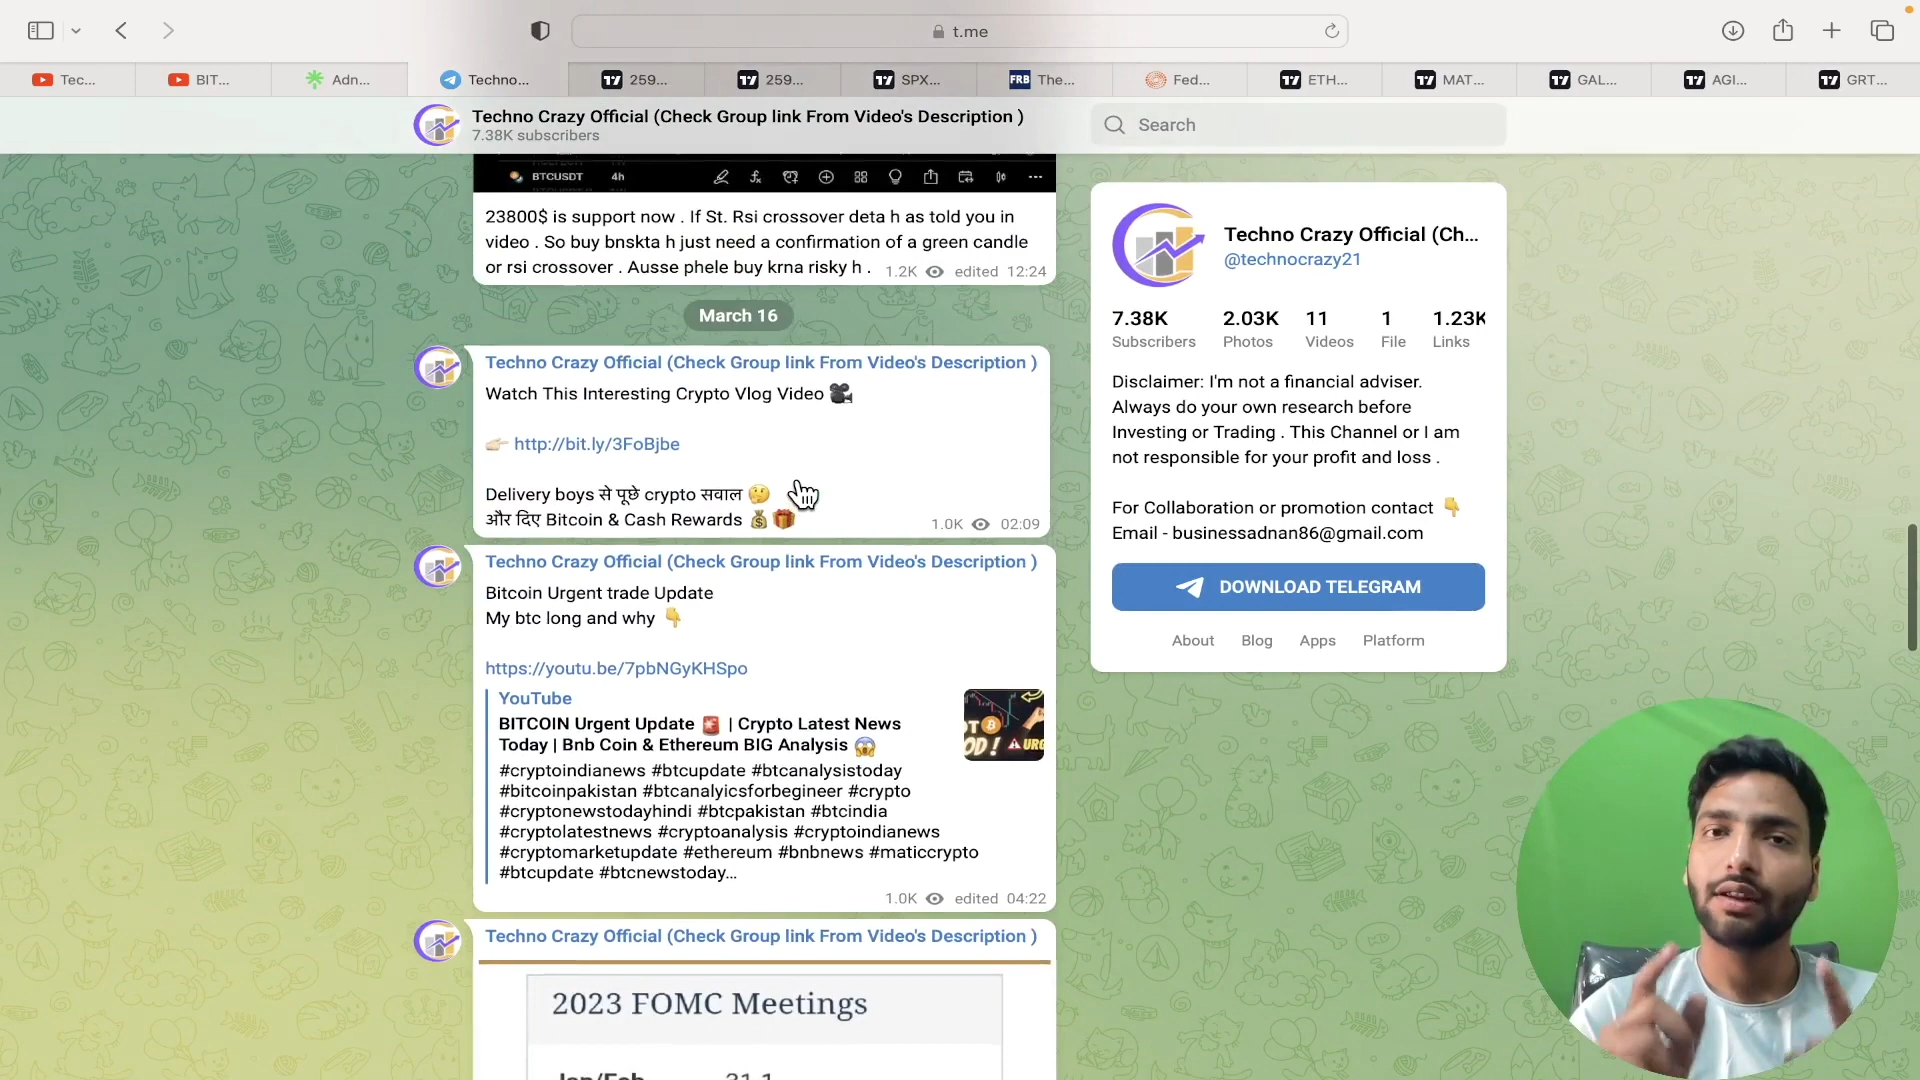 t.me
Tec...
BIT...
Adn...
Techno...
259...
259...
SPX...
FRB The...
Fed...
ETH...
MAT...
GAL...
AGI...
GRT...
Techno Crazy Official (Check Group link From Video's Description )
7.38K subscribers
Search
BTCUSDT 4h
23800$ is support now . If St. Rsi crossover deta h as told you in
video . So buy bnskta h just need a confirmation of a green candle
or rsi crossover . Ausse phele buy krna risky h .
1.2K edited 12:24
March 16
Techno Crazy Official (Check Group link From Video's Description )
Watch This Interesting Crypto Vlog Video 🎥
👉🏻 http://bit.ly/3FoBjbe
Delivery boys से पूछे crypto सवाल 🤔
और दिए Bitcoin & Cash Rewards 💰🎁
1.0K 02:09
Techno Crazy Official (Check Group link From Video's Description )
Bitcoin Urgent trade Update
My btc long and why 👇
https://youtu.be/7pbNGyKHSpo
YouTube
BITCOIN Urgent Update 🚨 | Crypto Latest News
Today | Bnb Coin & Ethereum BIG Analysis 😱
#cryptoindianews #btcupdate #btcanalysistoday
#bitcoinpakistan #btcanalyicsforbegineer #crypto
#cryptonewstodayhindi #btcpakistan #btcindia
#cryptolatestnews #cryptoanalysis #cryptoindianews
#cryptomarketupdate #ethereum #bnbnews #maticcrypto
#btcupdate #btcnewstoday...
1.0K edited 04:22
Techno Crazy Official (Check Group link From Video's Description )
2023 FOMC Meetings
Techno Crazy Official (Ch...
@technocrazy21
7.38K 2.03K 11 1 1.23K
Subscribers Photos Videos File Links
Disclaimer: I'm not a financial adviser.
Always do your own research before
Investing or Trading . This Channel or I am
not responsible for your profit and loss .
For Collaboration or promotion contact 👇
Email - businessadnan86@gmail.com
DOWNLOAD TELEGRAM
About Blog Apps Platform